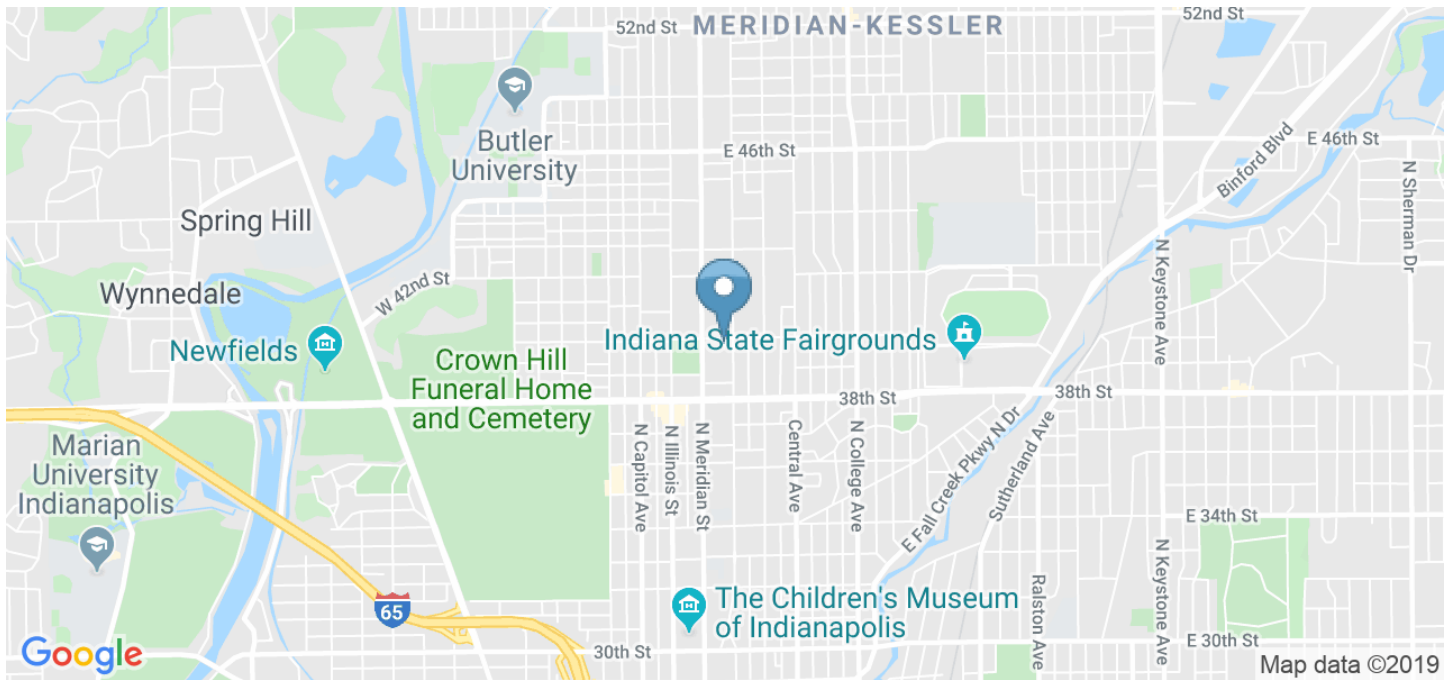 52nd St
MERIDIAN-KESSLER
52nd St
Butler
University
E 46th St
E 46th St
Binford Blvd
N Sherman Dr
Spring Hill
Wynnedale
W 42nd St
N Keystone Ave
Newfields
Indiana State Fairgrounds
Crown Hill
Funeral Home
and Cemetery
38th St
38th St
Marian
University
Indianapolis
N Capitol Ave
N Illinois St
N Meridian St
Central Ave
N College Ave
E Fall Creek Pkwy N Dr
Sutherland Ave
E 34th St
N Keystone Ave
Ralston Ave
65
The Children's Museum
of Indianapolis
30th St
E 30th St
Google
Map data ©2019